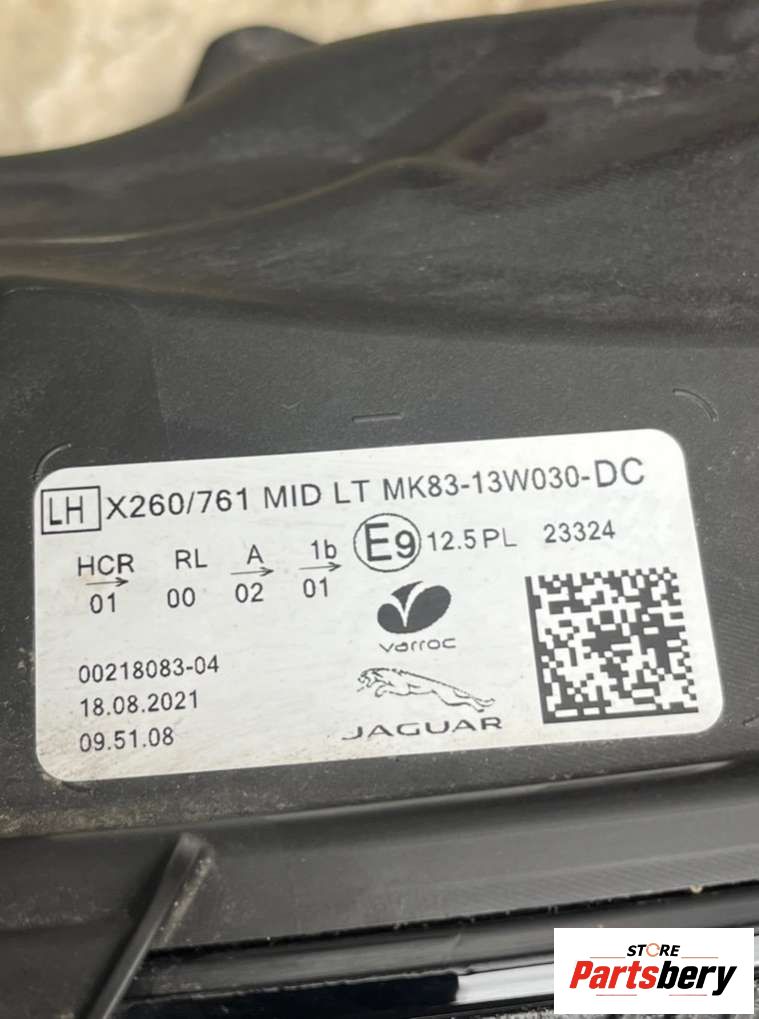 LH X260/761 MID LT MK83-13W030-DC
HCR RL A 1b E9 12.5 PL 23324
01 00 02 01
varroc
00218083-04
18.08.2021
JAGUAR
09.51.08
STORE
Partsbery